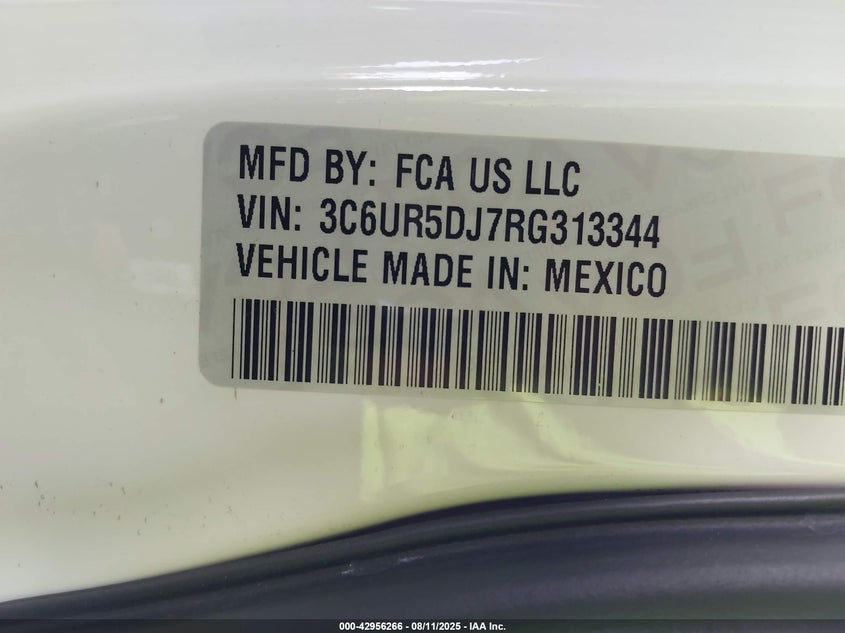 MFD BY: FCA US LLC
VIN: 3C6UR5DJ7RG313344
VEHICLE MADE IN: MEXICO
000-42956266 - 08/11/2025 - IAA Inc.